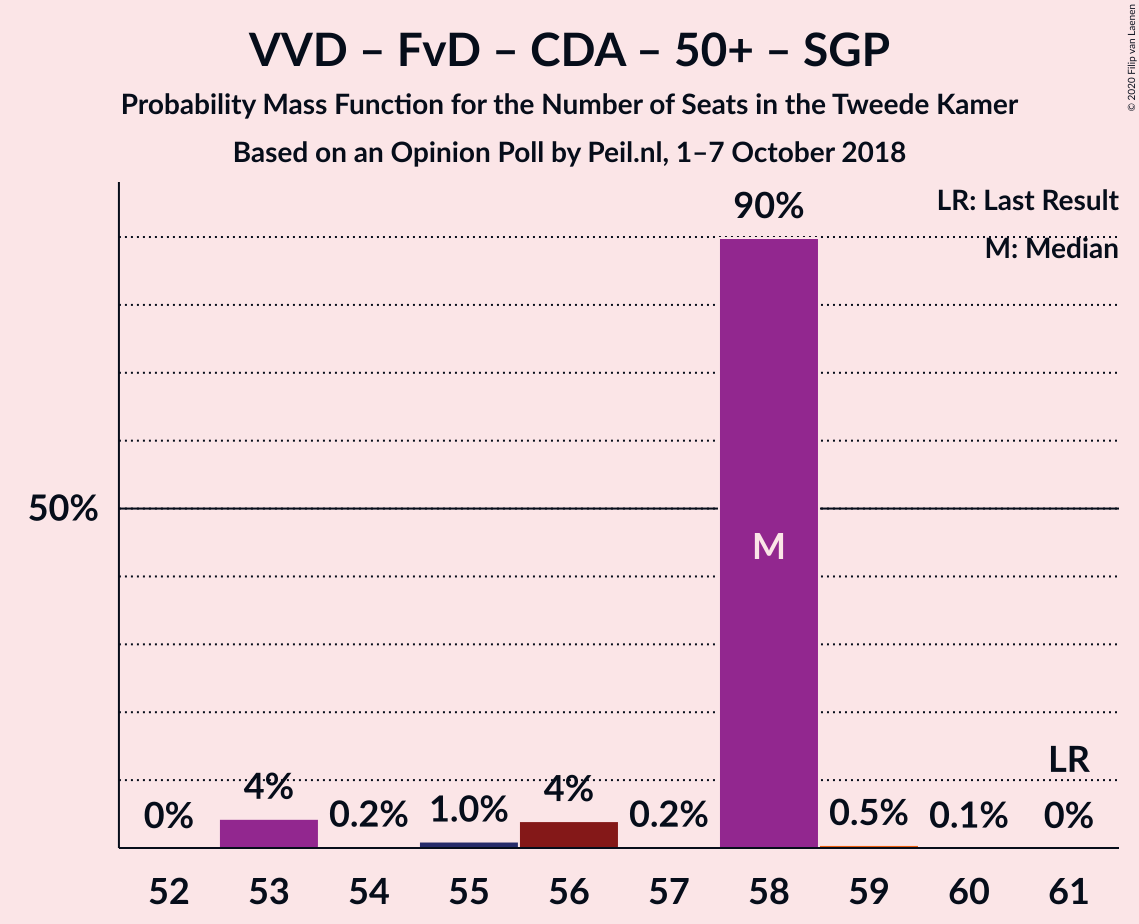 VVD – FvD – CDA – 50+ – SGP
Probability Mass Function for the Number of Seats in the Tweede Kamer
Based on an Opinion Poll by Peil.nl, 1–7 October 2018
© 2020 Filip van Laenen
LR: Last Result
M: Median
90%
50%
M
LR
0% 4% 0.2% 1.0% 4% 0.2% 0.5% 0.1% 0%
52 53 54 55 56 57 58 59 60 61